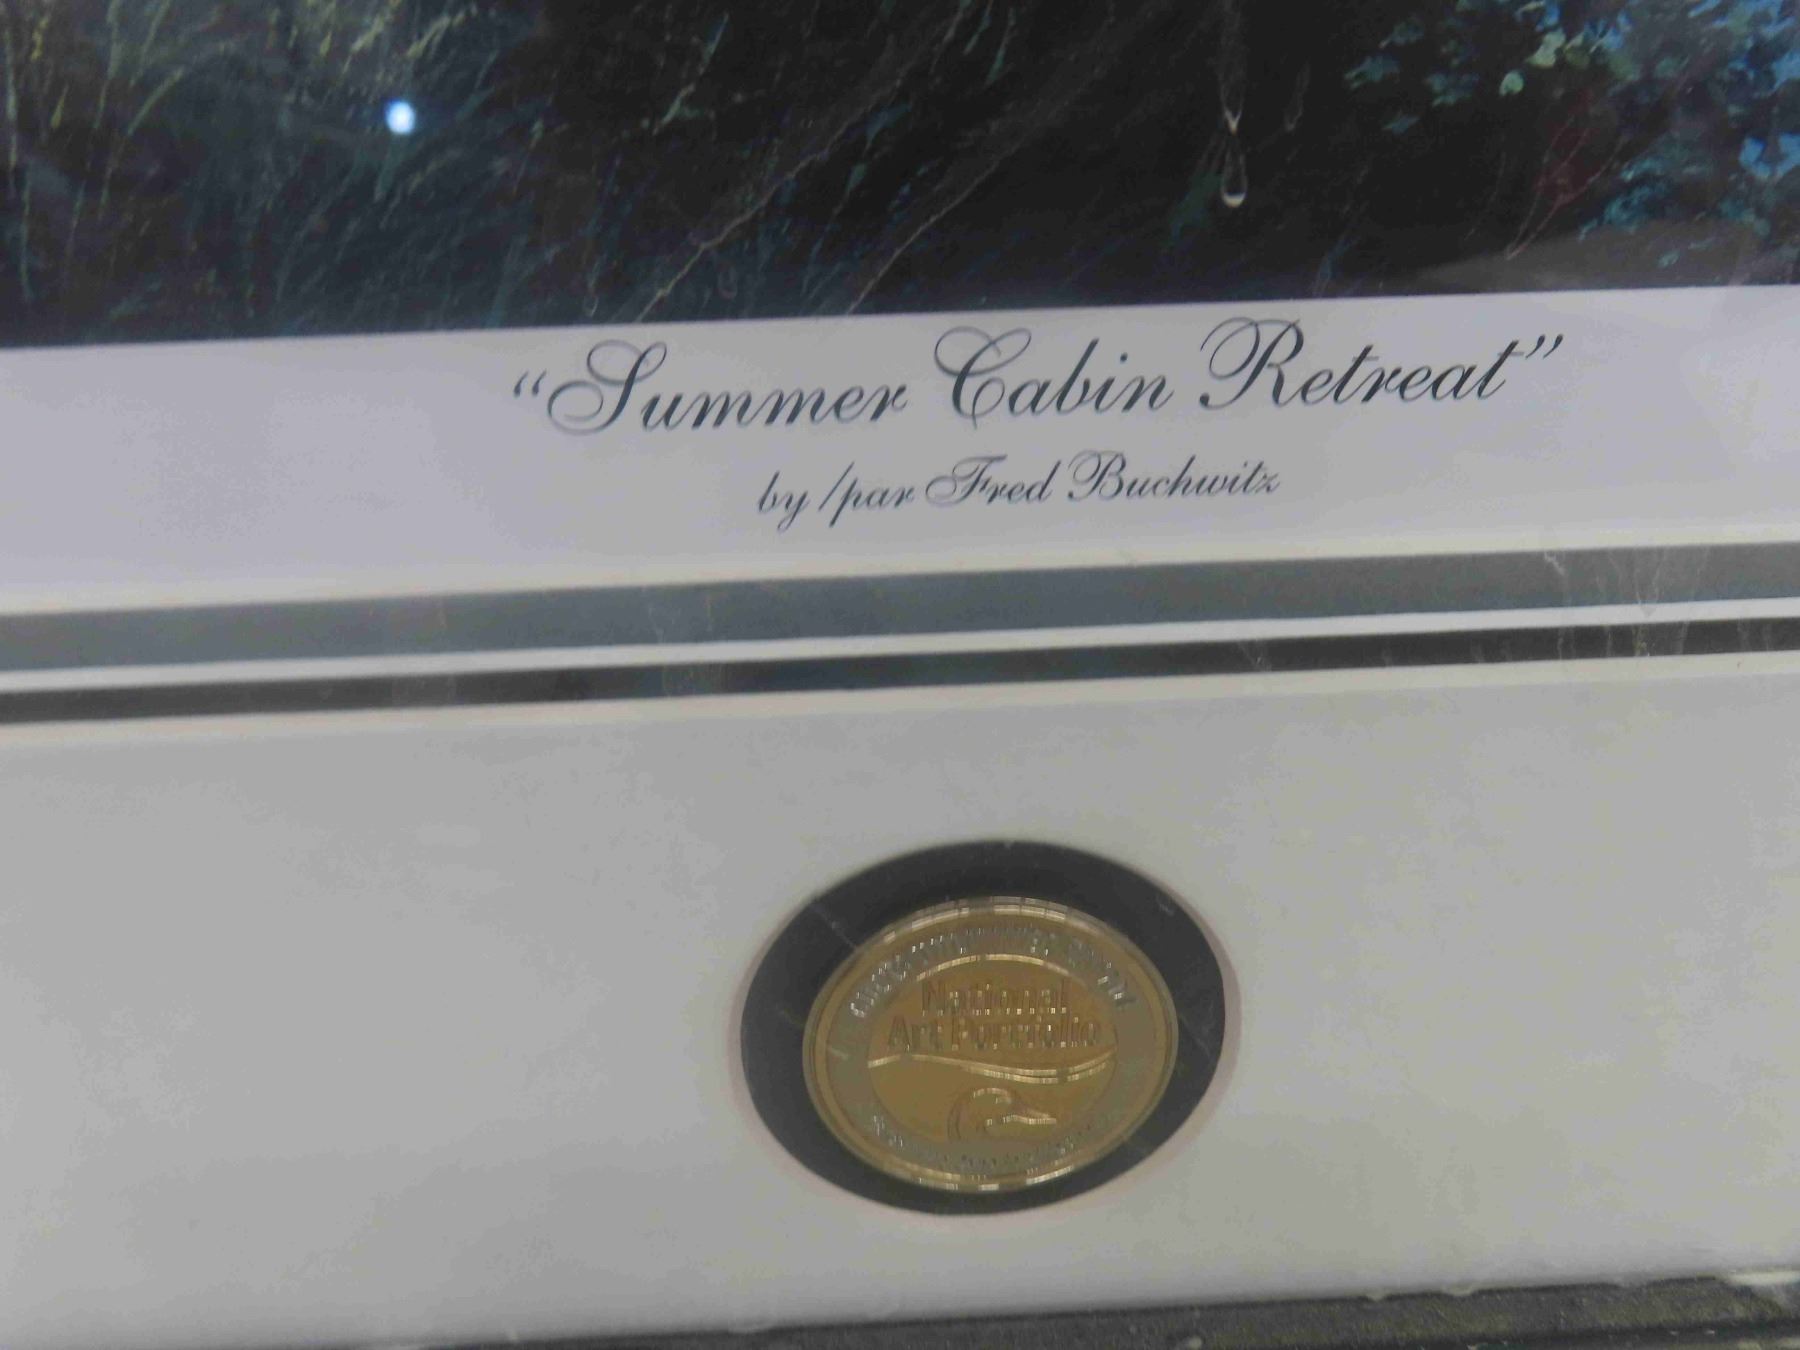 “Summer Cabin Retreat”
by/par Fred Buchwitz
National
Art Portfolio